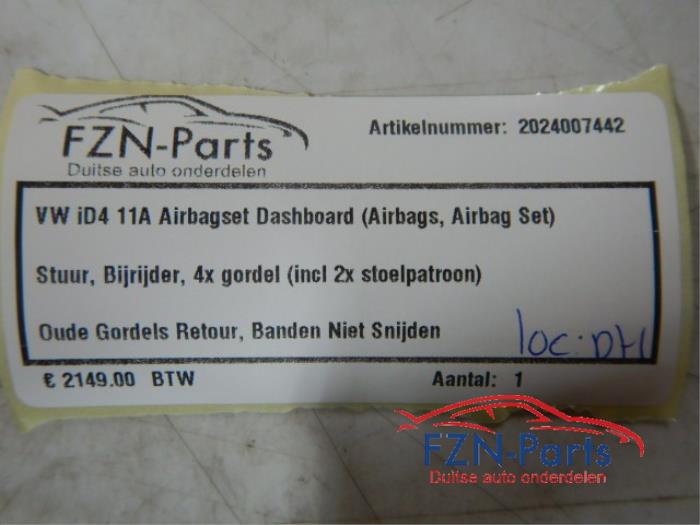 FZN-Parts
Duitse auto onderdelen
Artikelnummer: 2024007442
VW iD4 11A Airbagset Dashboard (Airbags, Airbag Set)
Stuur, Bijrijder, 4x gordel (incl 2x stoelpatroon)
Oude Gordels Retour, Banden Niet Snijden
loc: DH1
€ 2149.00 BTW
Aantal: 1
FZN-Parts
Duitse auto onderdelen